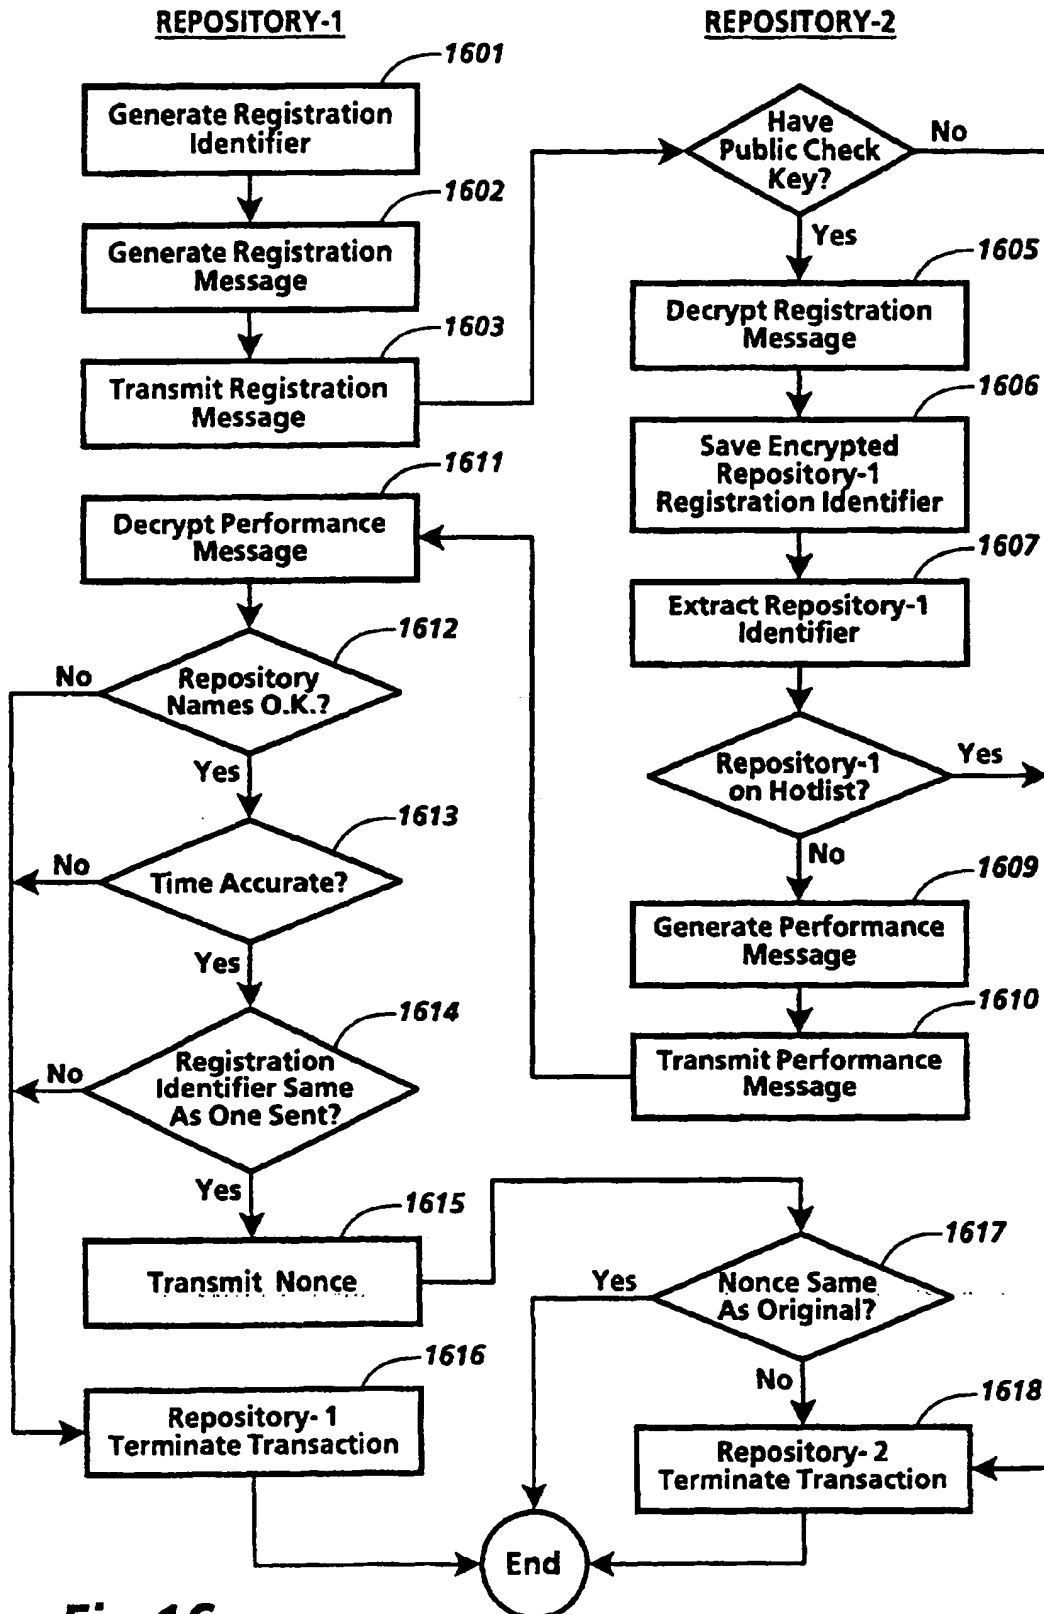 REPOSITORY-1
1601
Generate Registration
Identifier
1602
Generate Registration
Message
1603
Transmit Registration
Message
1611
Decrypt Performance
Message
1612
Repository
Names O.K.?
No
Yes
1613
Time Accurate?
No
Yes
1614
Registration
Identifier Same
As One Sent?
No
Yes
1615
Transmit Nonce
1616
Repository- 1
Terminate Transaction
REPOSITORY-2
Have
Public Check
Key?
No
Yes
1605
Decrypt Registration
Message
1606
Save Encrypted
Repository-1
Registration Identifier
1607
Extract Repository-1
Identifier
Repository-1
on Hotlist?
Yes
No
1609
Generate Performance
Message
1610
Transmit Performance
Message
1617
Nonce Same
As Original?
Yes
No
1618
Repository- 2
Terminate Transaction
End